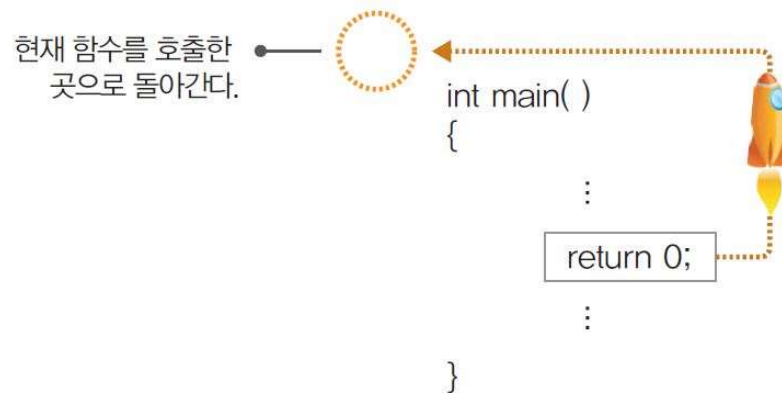 현재 함수를 호출한
곳으로 돌아간다.
int main( )
{
⋮
return 0;
⋮
}